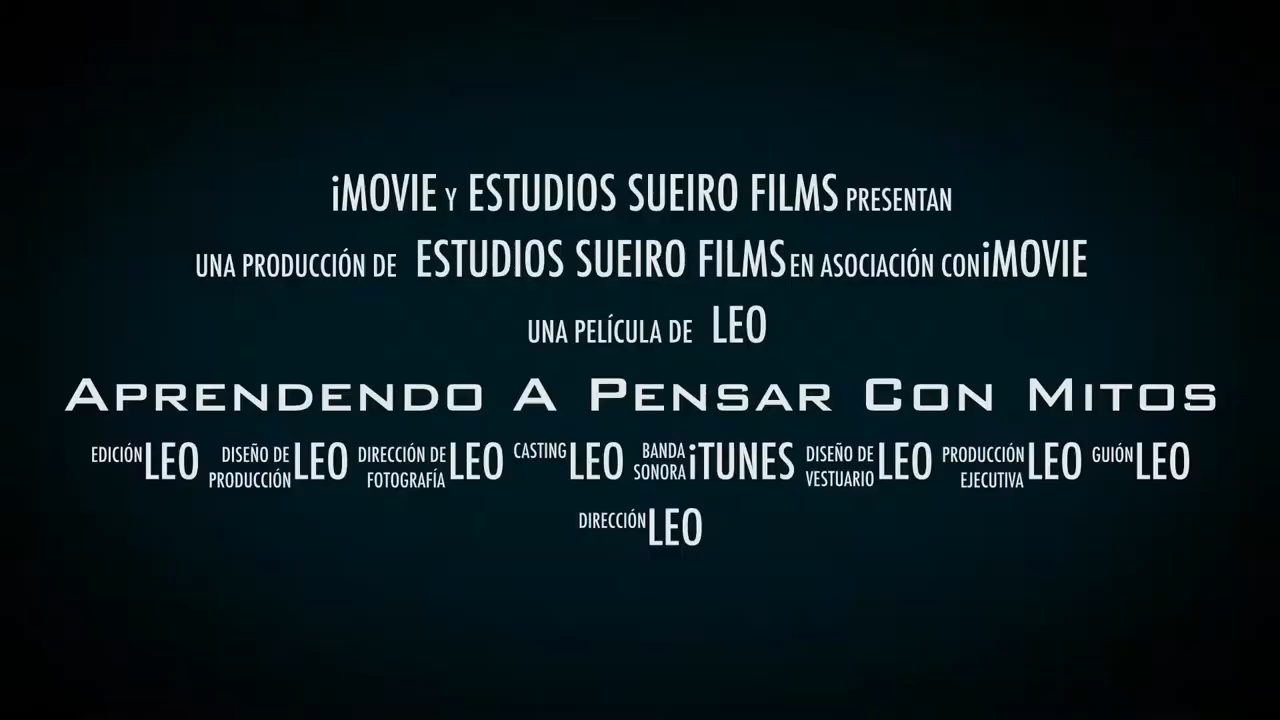 iMOVIE Y ESTUDIOS SUEIRO FILMS PRESENTAN
UNA PRODUCCIÓN DE ESTUDIOS SUEIRO FILMS EN ASOCIACIÓN CON iMOVIE
UNA PELÍCULA DE LEO
APRENDENDO A PENSAR CON MITOS
EDICIÓN LEO DISEÑO DE PRODUCCIÓN LEO DIRECCIÓN DE FOTOGRAFÍA LEO CASTING LEO BANDA SONORA iTUNES DISEÑO DE VESTUARIO LEO PRODUCCIÓN EJECUTIVA LEO GUIÓN LEO
DIRECCIÓN LEO